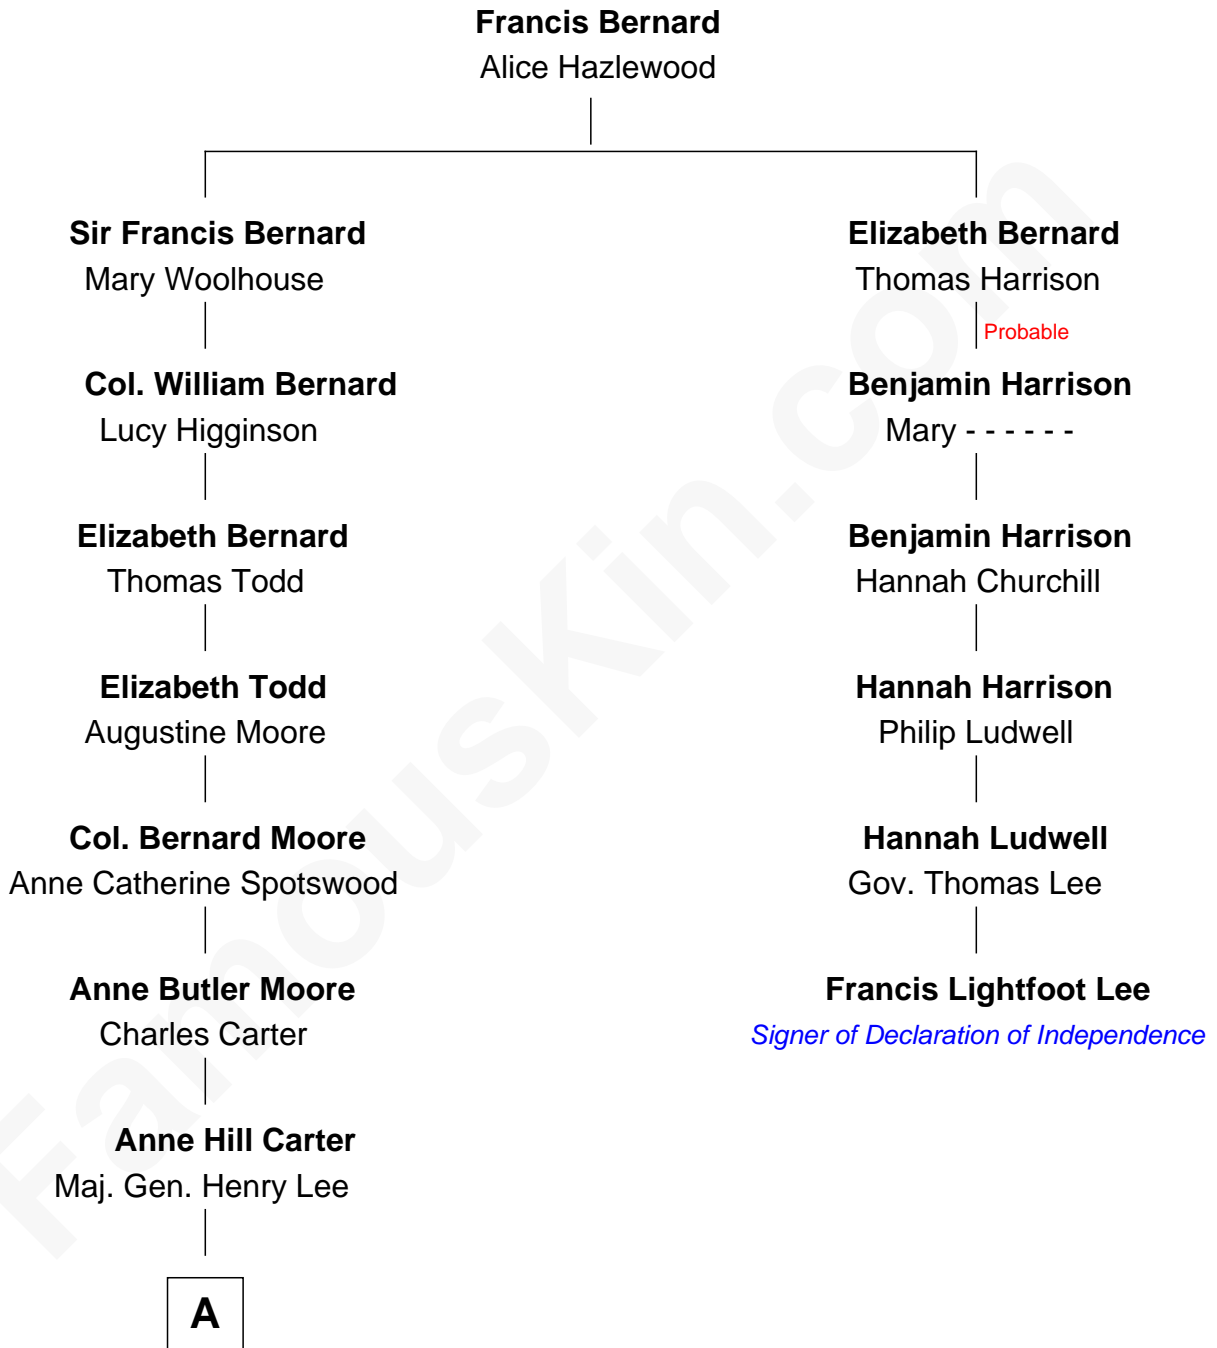 Francis Bernard
Alice Hazlewood
Sir Francis Bernard
Mary Woolhouse
Elizabeth Bernard
Thomas Harrison
Probable
Col. William Bernard
Lucy Higginson
Benjamin Harrison
Mary - - - - - -
Elizabeth Bernard
Thomas Todd
Benjamin Harrison
Hannah Churchill
Elizabeth Todd
Augustine Moore
Hannah Harrison
Philip Ludwell
Col. Bernard Moore
Anne Catherine Spotswood
Hannah Ludwell
Gov. Thomas Lee
Anne Butler Moore
Charles Carter
Francis Lightfoot Lee
Signer of Declaration of Independence
Anne Hill Carter
Maj. Gen. Henry Lee
A
FamousKin.com